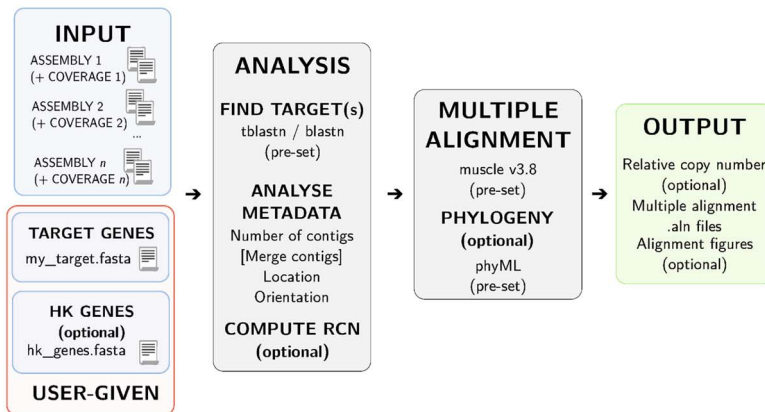 INPUT
ASSEMBLY 1
(+ COVERAGE 1)
ASSEMBLY 2
(+ COVERAGE 2)
...
ASSEMBLY n
(+ COVERAGE n)
TARGET GENES
my_target.fasta
HK GENES
(optional)
hk_genes.fasta
USER-GIVEN
➔
ANALYSIS
FIND TARGET(s)
tblastn / blastn
(pre-set)
ANALYSE
METADATA
Number of contigs
[Merge contigs]
Location
Orientation
COMPUTE RCN
(optional)
➔
MULTIPLE
ALIGNMENT
muscle v3.8
(pre-set)
PHYLOGENY
(optional)
phyML
(pre-set)
➔
OUTPUT
Relative copy number
(optional)
Multiple alignment
.aln files
Alignment figures
(optional)